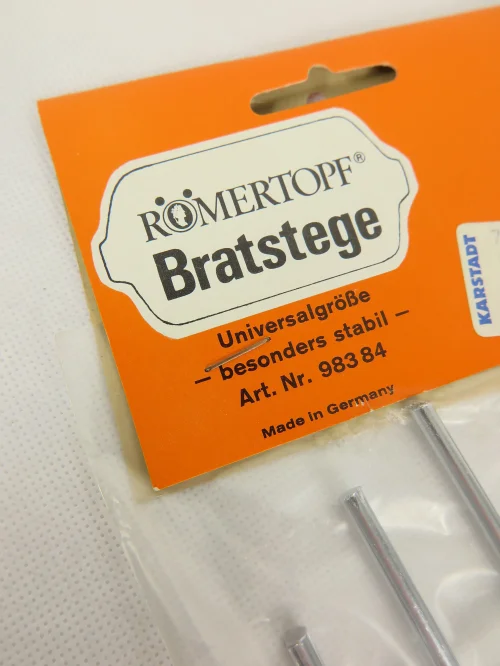 RÖMERTOPF®
Bratstege
Universalgröße
— besonders stabil —
Art. Nr. 983 84
Made in Germany
KARSTADT